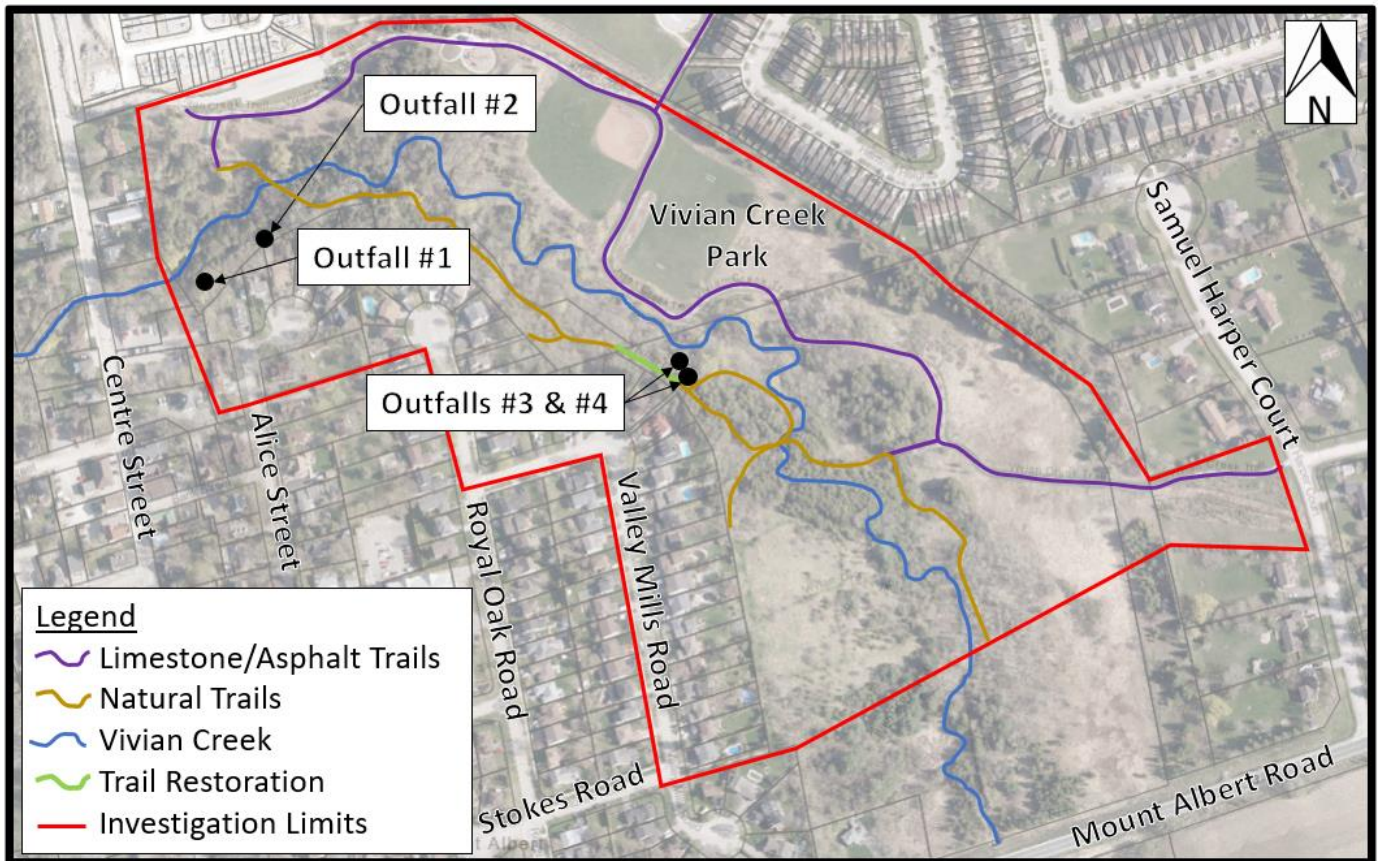 N
Outfall #2
Outfall #1
Vivian Creek
Park
Samuel Harper Court
Outfalls #3 & #4
Centre Street
Alice Street
Royal Oak Road
Valley Mills Road
Stokes Road
Mount Albert Road
Legend
Limestone/Asphalt Trails
Natural Trails
Vivian Creek
Trail Restoration
Investigation Limits